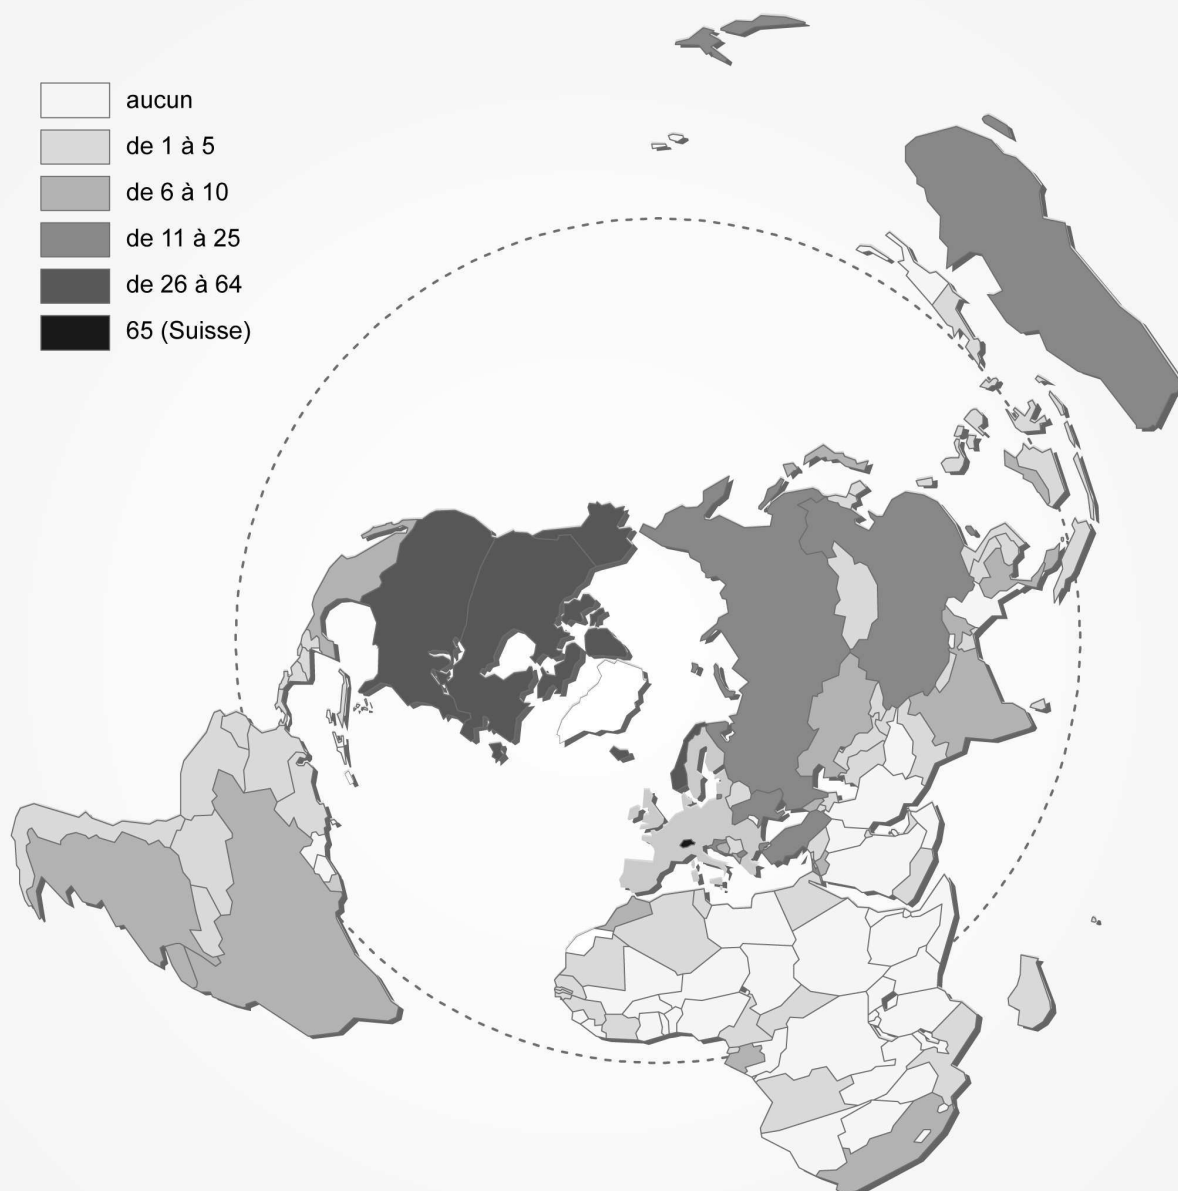 aucun
de 1 à 5
de 6 à 10
de 11 à 25
de 26 à 64
65 (Suisse)